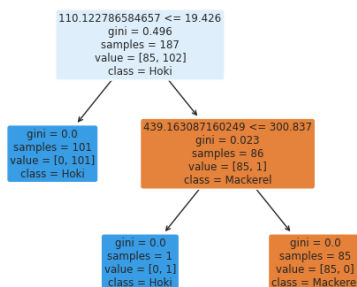 110.122786584657 <= 19.426
gini = 0.496
samples = 187
value = [85, 102]
class = Hoki
gini = 0.0
samples = 101
value = [0, 101]
class = Hoki
439.163087160249 <= 300.837
gini = 0.023
samples = 86
value = [85, 1]
class = Mackerel
gini = 0.0
samples = 1
value = [0, 1]
class = Hoki
gini = 0.0
samples = 85
value = [85, 0]
class = Mackerel